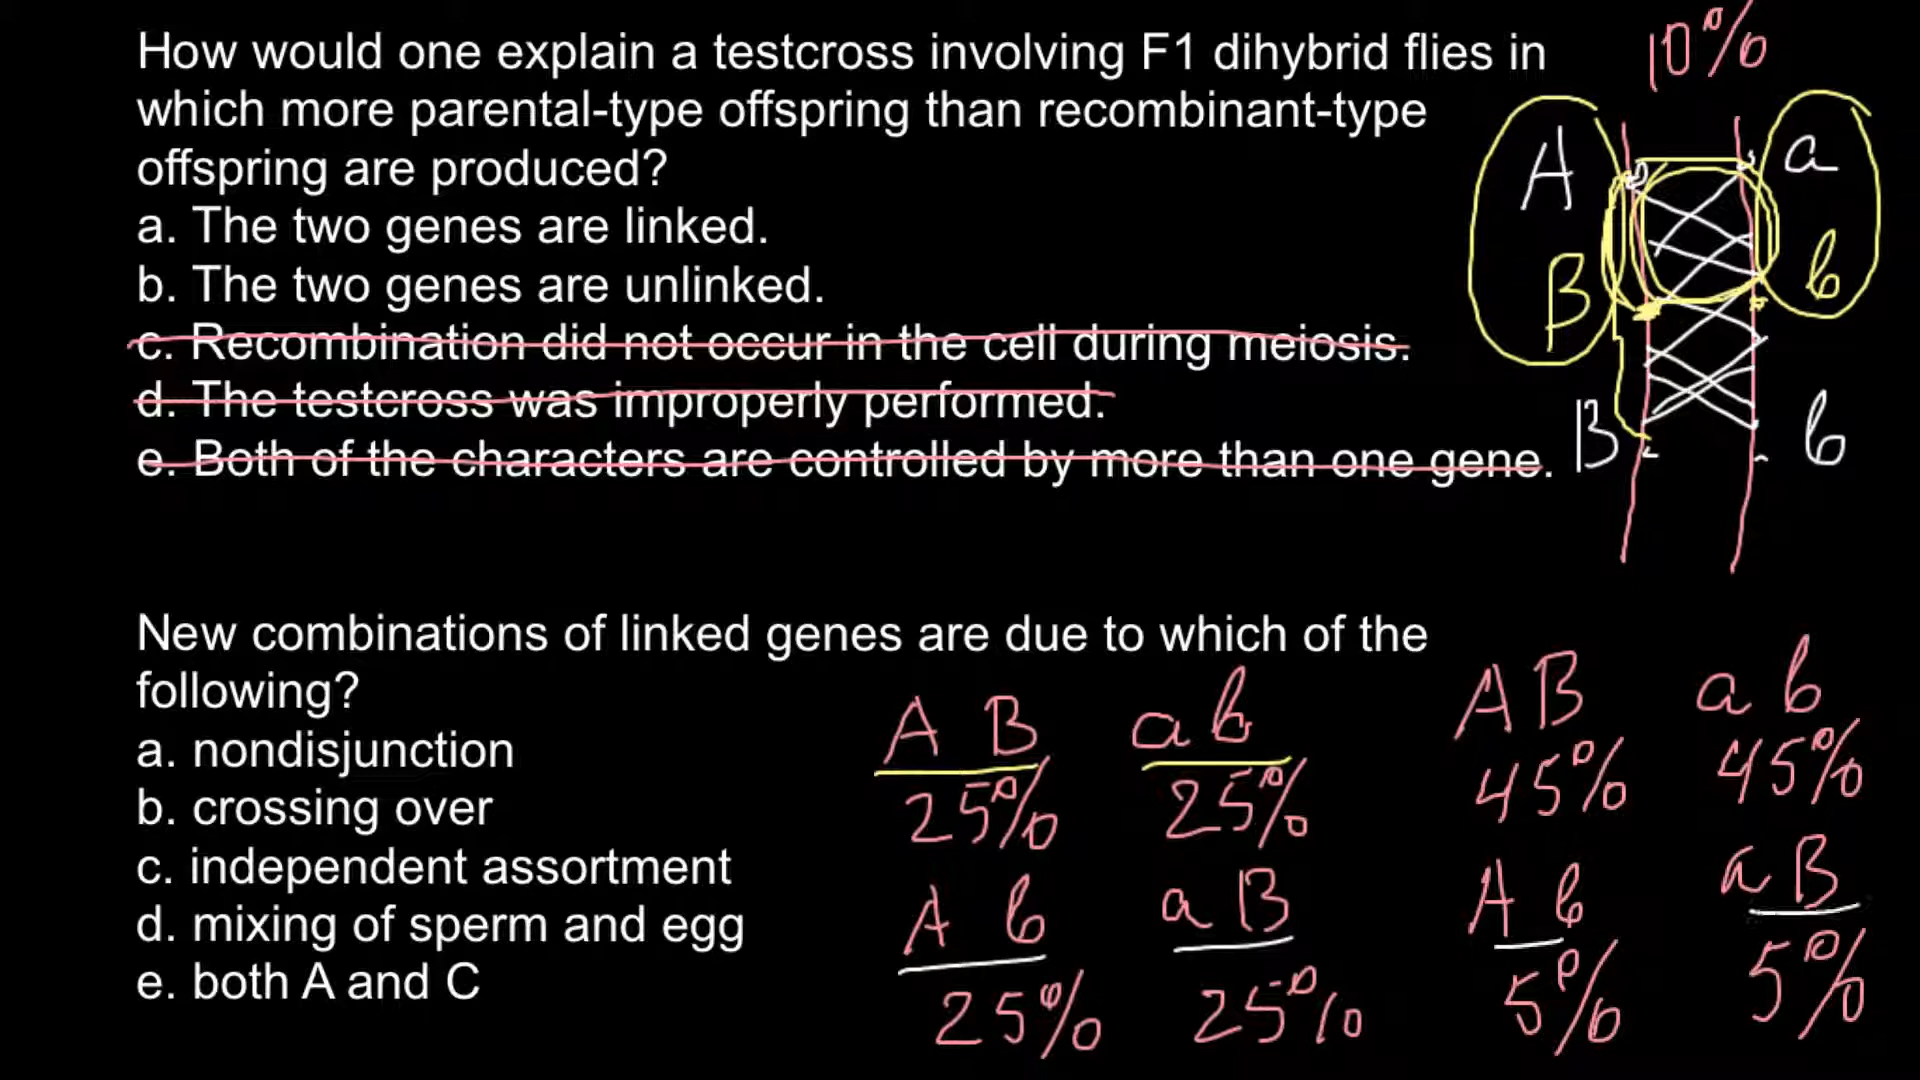 How would one explain a testcross involving F1 dihybrid flies in
which more parental-type offspring than recombinant-type
offspring are produced?
a. The two genes are linked.
b. The two genes are unlinked.
c. Recombination did not occur in the cell during meiosis.
d. The testcross was improperly performed.
e. Both of the characters are controlled by more than one gene.
10%
A a
B b
B b
New combinations of linked genes are due to which of the
following?
a. nondisjunction
b. crossing over
c. independent assortment
d. mixing of sperm and egg
e. both A and C
A B a b
25% 25%
A b a B
25% 25%
A B a b
45% 45%
A b a B
5% 5%